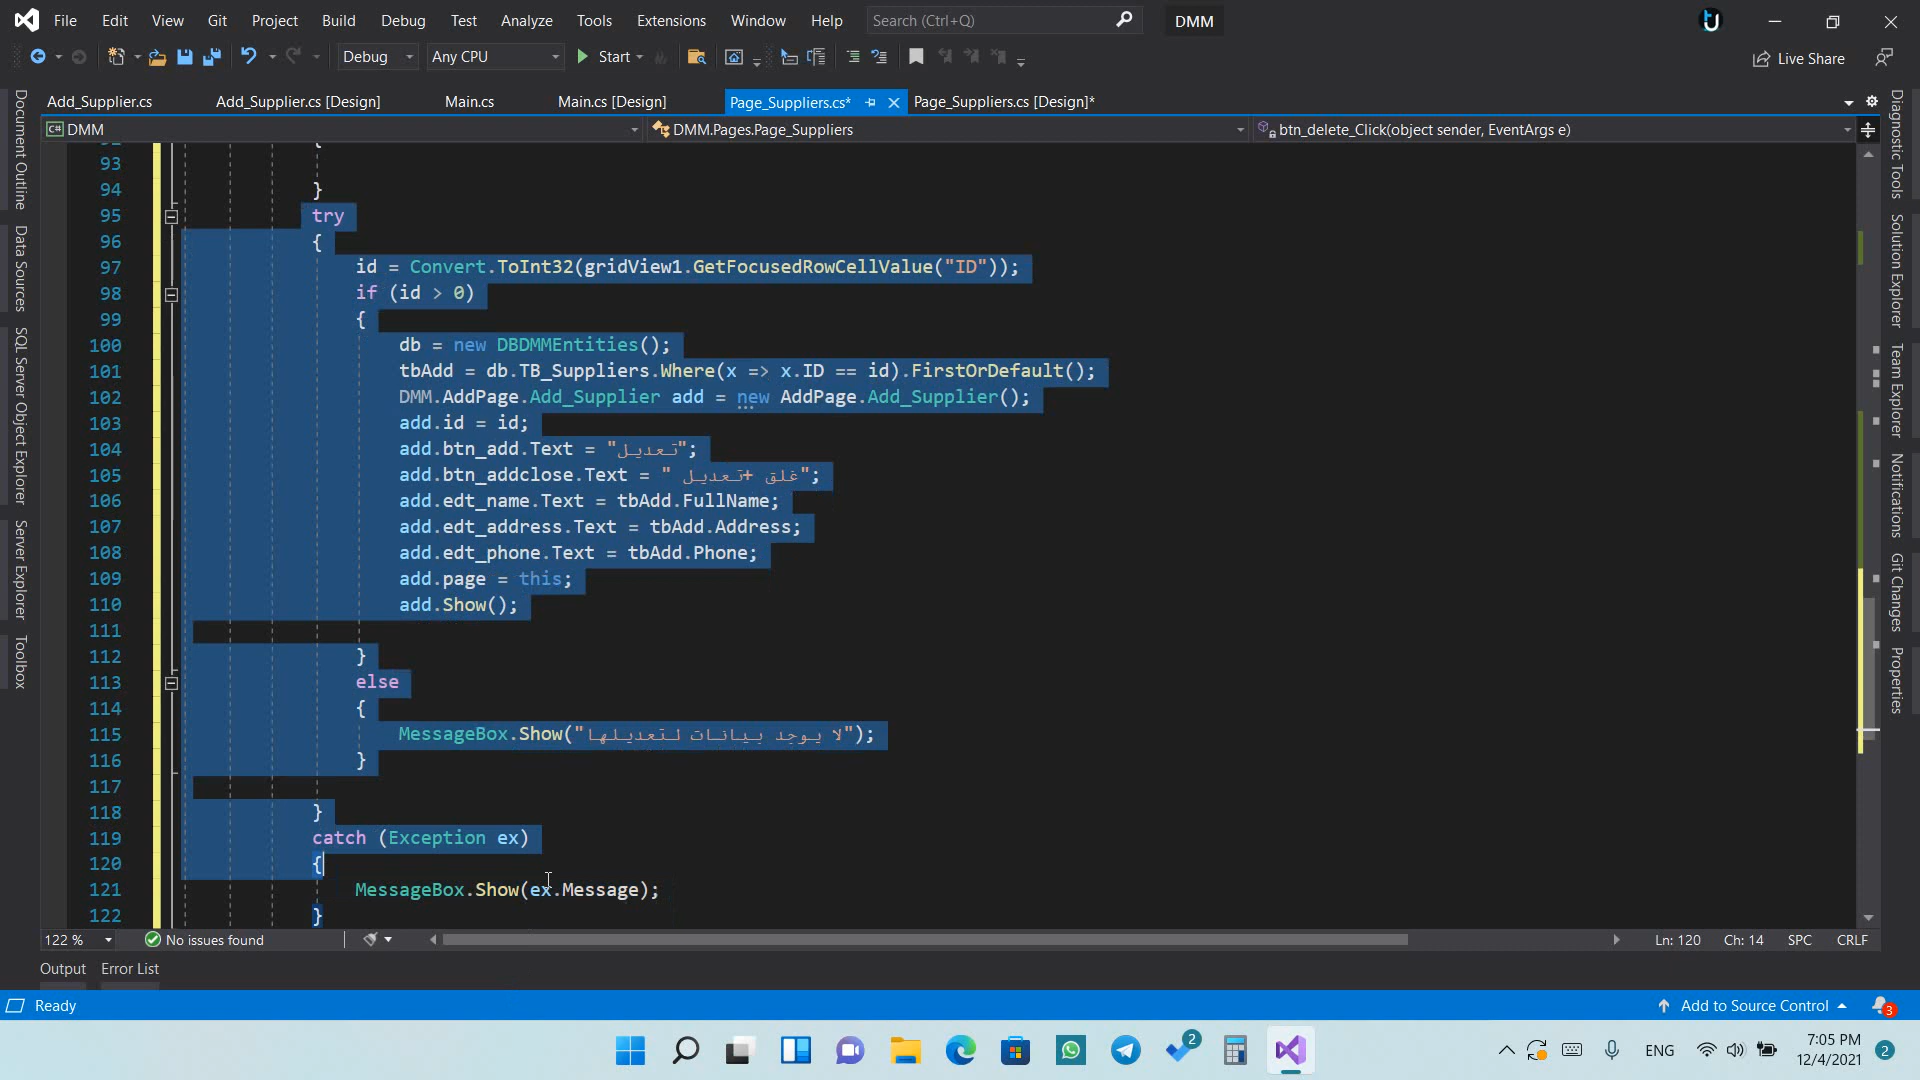 File Edit View Git Project Build Debug Test Analyze Tools Extensions Window Help Search (Ctrl+Q) DMM
Debug Any CPU Start Live Share
Add_Supplier.cs Add_Supplier.cs [Design] Main.cs Main.cs [Design] Page_Suppliers.cs* Page_Suppliers.cs [Design]*
C# DMM DMM.Pages.Page_Suppliers btn_delete_Click(object sender, EventArgs e)
Document Outline
Data Sources
SQL Server Object Explorer
Server Explorer
Toolbox
93
94 }
95 try
96 {
97 id = Convert.ToInt32(gridView1.GetFocusedRowCellValue("ID"));
98 if (id > 0)
99 {
100 db = new DBDMMEntities();
101 tbAdd = db.TB_Suppliers.Where(x => x.ID == id).FirstOrDefault();
102 DMM.AddPage.Add_Supplier add = new AddPage.Add_Supplier();
103 add.id = id;
104 add.btn_add.Text = "تعديل";
105 add.btn_addclose.Text = " غلق +تعديل";
106 add.edt_name.Text = tbAdd.FullName;
107 add.edt_address.Text = tbAdd.Address;
108 add.edt_phone.Text = tbAdd.Phone;
109 add.page = this;
110 add.Show();
111
112 }
113 else
114 {
115 MessageBox.Show("لا يوجد بيانات لتعديلها");
116 }
117
118 }
119 catch (Exception ex)
120 {
121 MessageBox.Show(ex.Message);
122 }
Diagnostic Tools
Solution Explorer
Team Explorer
Notifications
Git Changes
Properties
122 % No issues found Ln: 120 Ch: 14 SPC CRLF
Output Error List
Ready Add to Source Control 3
2 ENG 7:05 PM
12/4/2021 2